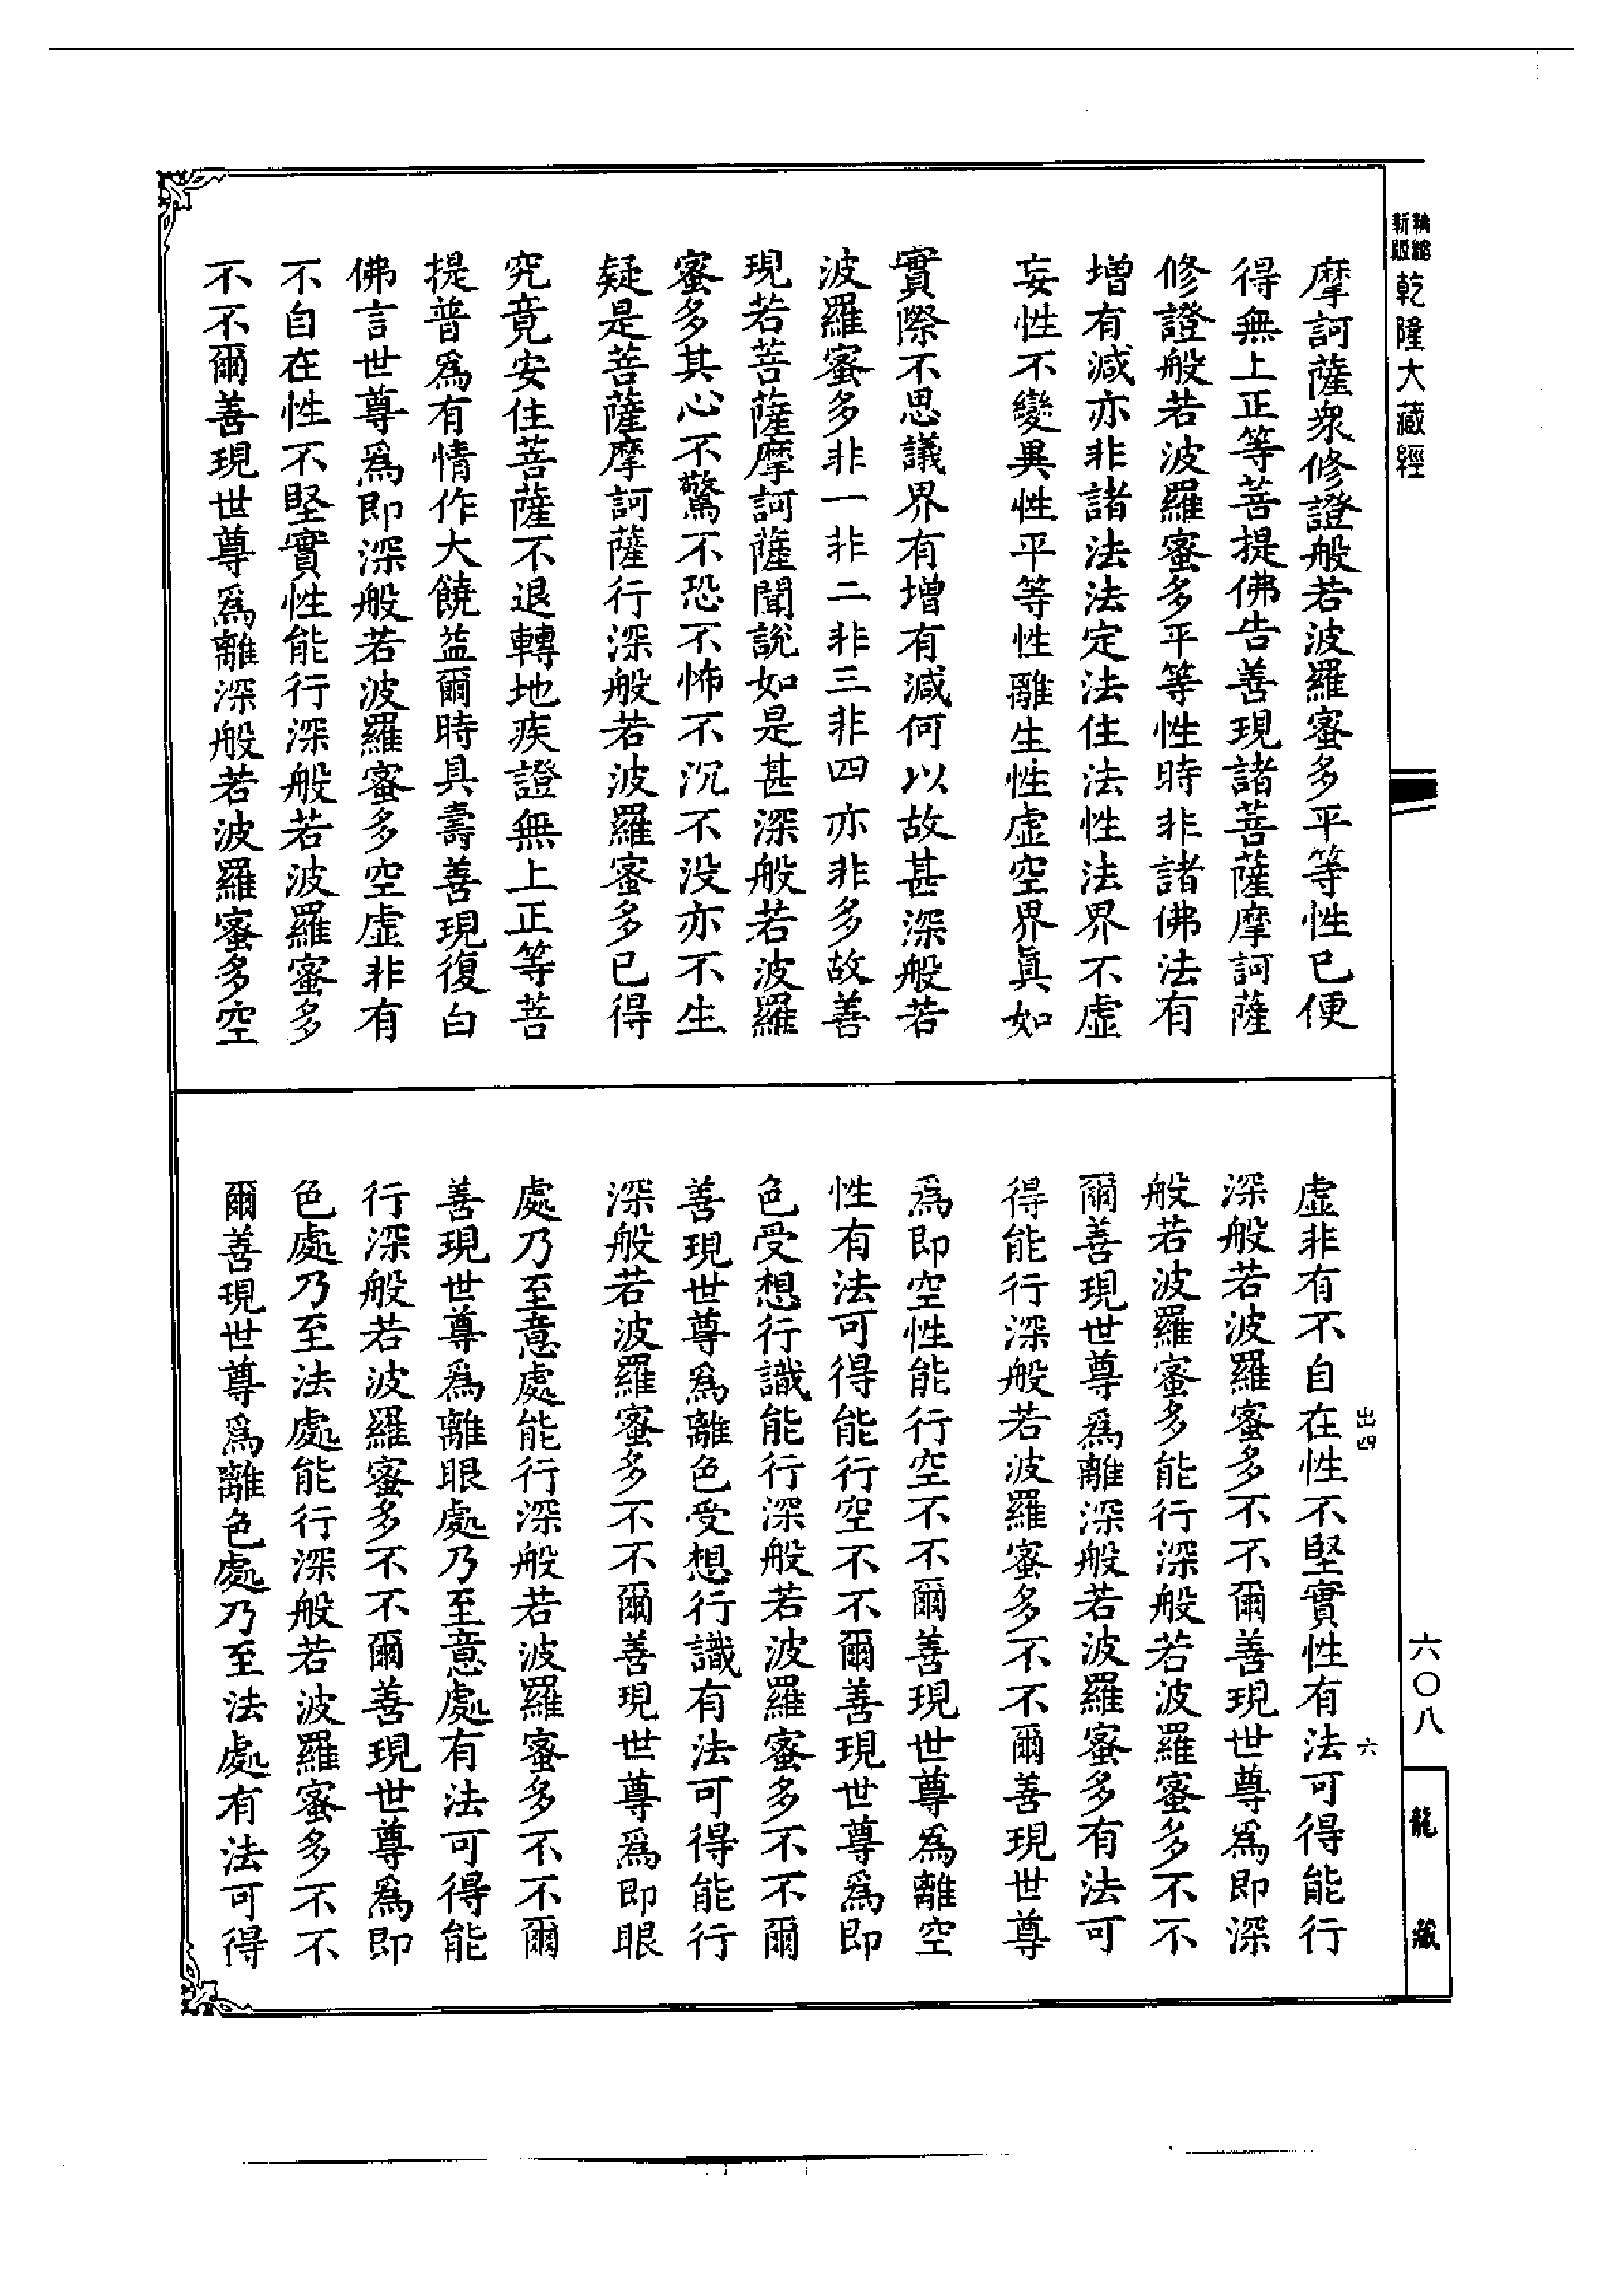 新版
精縮
乾隆大藏經
摩訶薩衆修證般若波羅蜜多平等性已便
得無上正等菩提佛告善現諸菩薩摩訶薩
修證般若波羅蜜多平等性時非諸佛法有
增有減亦非諸法法定法住法性法界不虛
妄性不變異性平等性離生性虛空界眞如
實際不思議界有增有減何以故甚深般若
波羅蜜多非一非二非三非四亦非多故善
現若菩薩摩訶薩聞說如是甚深般若波羅
蜜多其心不驚不恐不怖不沉不没亦不生
疑是菩薩摩訶薩行深般若波羅蜜多已得
究竟安住菩薩不退轉地疾證無上正等菩
提普爲有情作大饒益爾時具壽善現復白
佛言世尊爲即深般若波羅蜜多空虛非有
不自在性不堅實性能行深般若波羅蜜多
不不爾善現世尊爲離深般若波羅蜜多空
虛非有不自在性不堅實性有法可得能行
深般若波羅蜜多不不爾善現世尊爲即深
般若波羅蜜多能行深般若波羅蜜多不不
爾善現世尊爲離深般若波羅蜜多有法可
得能行深般若波羅蜜多不不爾善現世尊
爲即空性能行空不不爾善現世尊爲離空
性有法可得能行空不不爾善現世尊爲即
色受想行識能行深般若波羅蜜多不不爾
善現世尊爲離色受想行識有法可得能行
深般若波羅蜜多不不爾善現世尊爲即眼
處乃至意處能行深般若波羅蜜多不不爾
善現世尊爲離眼處乃至意處有法可得能
行深般若波羅蜜多不不爾善現世尊爲即
色處乃至法處能行深般若波羅蜜多不不
爾善現世尊爲離色處乃至法處有法可得
出四
六
六〇八
龍藏